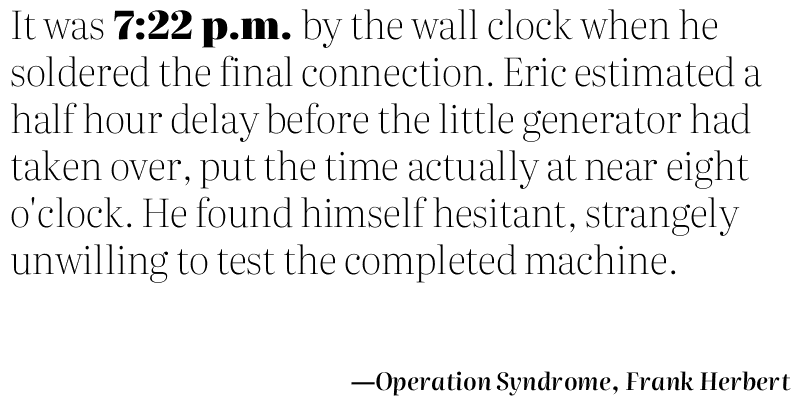 It was 7:22 p.m. by the wall clock when he
soldered the final connection. Eric estimated a
half hour delay before the little generator had
taken over, put the time actually at near eight
o'clock. He found himself hesitant, strangely
unwilling to test the completed machine.
—Operation Syndrome, Frank Herbert